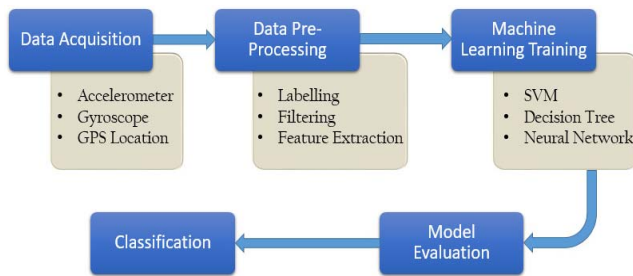 Data Acquisition
• Accelerometer
• Gyroscope
• GPS Location
Data Pre-
Processing
• Labelling
• Filtering
• Feature Extraction
Machine
Learning Training
• SVM
• Decision Tree
• Neural Network
Model
Evaluation
Classification